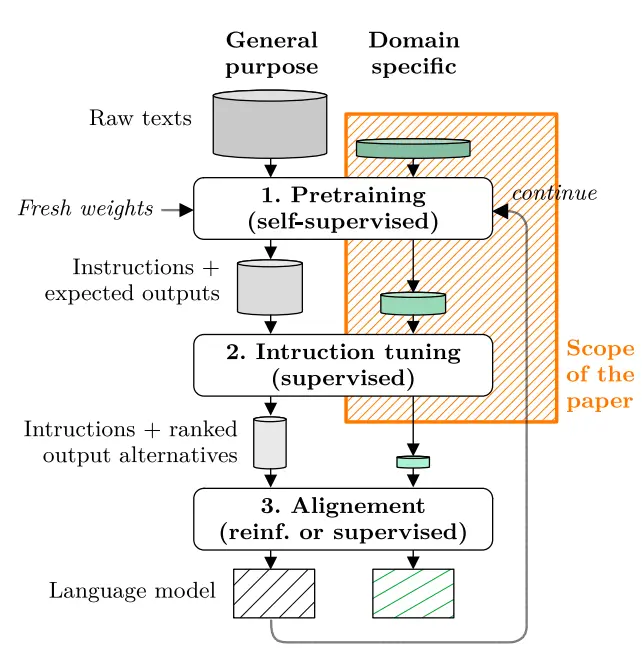 General
purpose
Domain
specific
Raw texts
1. Pretraining
(self-supervised)
continue
Fresh weights
Instructions +
expected outputs
2. Intruction tuning
(supervised)
Scope
of the
paper
Intructions + ranked
output alternatives
3. Alignement
(reinf. or supervised)
Language model